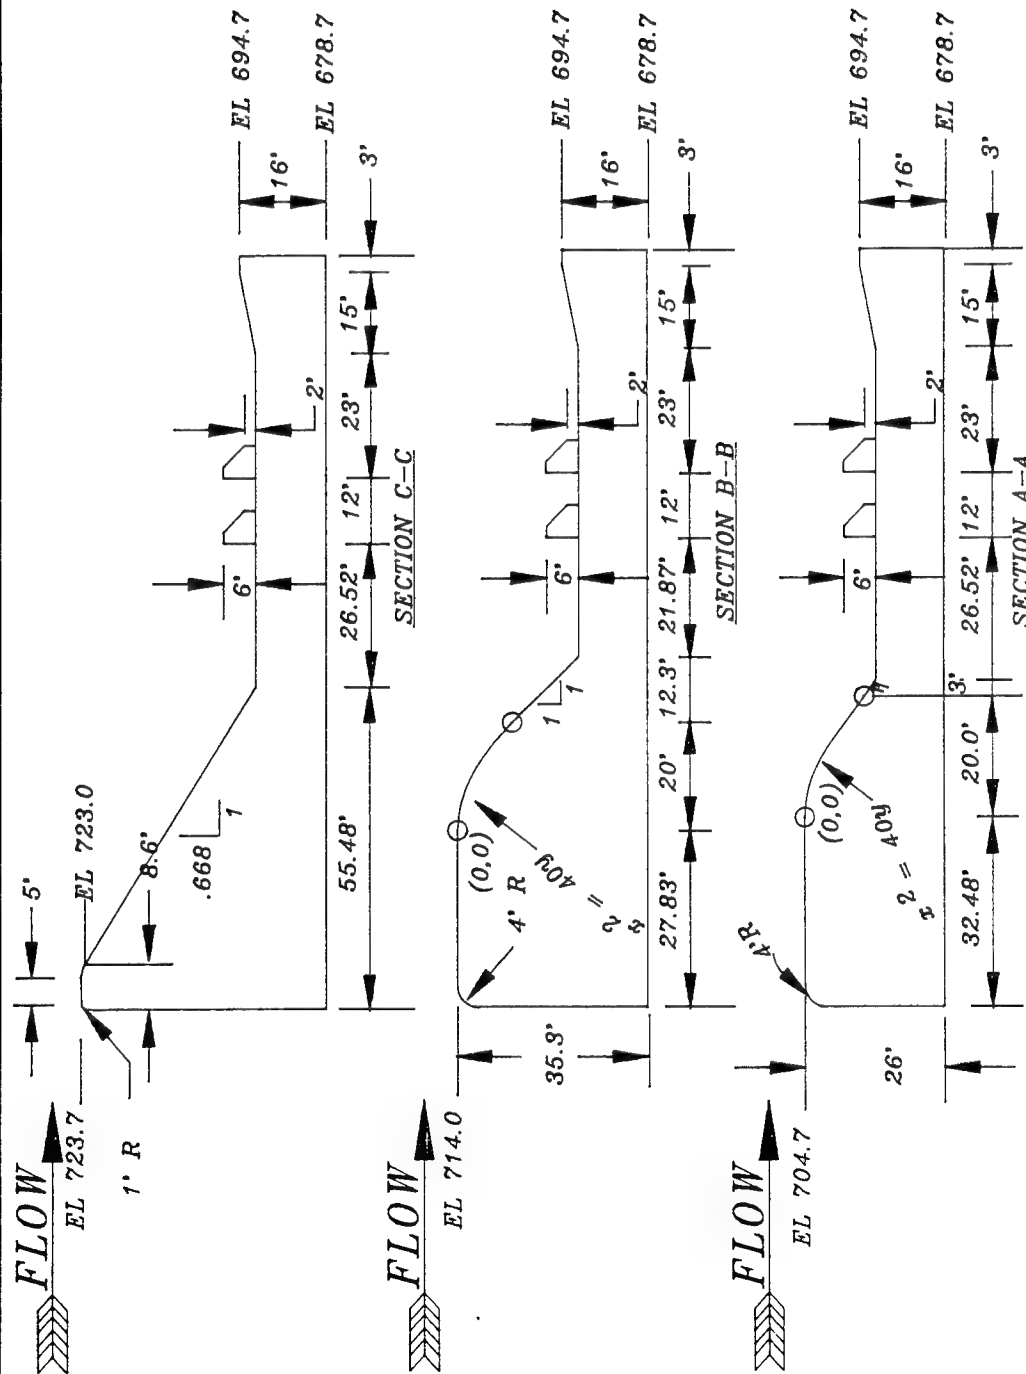 FLOW
EL 723.7
1' R
5'
EL 723.0
8.6'
.668
1
6'
2'
EL 694.7
16'
EL 678.7
3'
55.48'
26.52'
12'
23'
15'
SECTION C-C
FLOW
EL 714.0
35.3'
(0,0)
4' R
= 40y
1
1
6'
2'
EL 694.7
16'
EL 678.7
3'
27.83'
20'
12.3'
21.87'
12'
23'
15'
SECTION B-B
FLOW
EL 704.7
26'
4'R
(0,0)
x2 = 40y
6'
2'
EL 694.7
16'
EL 678.7
3'
32.48'
20.0'
3'
26.52'
12'
23'
15'
SECTION A-A